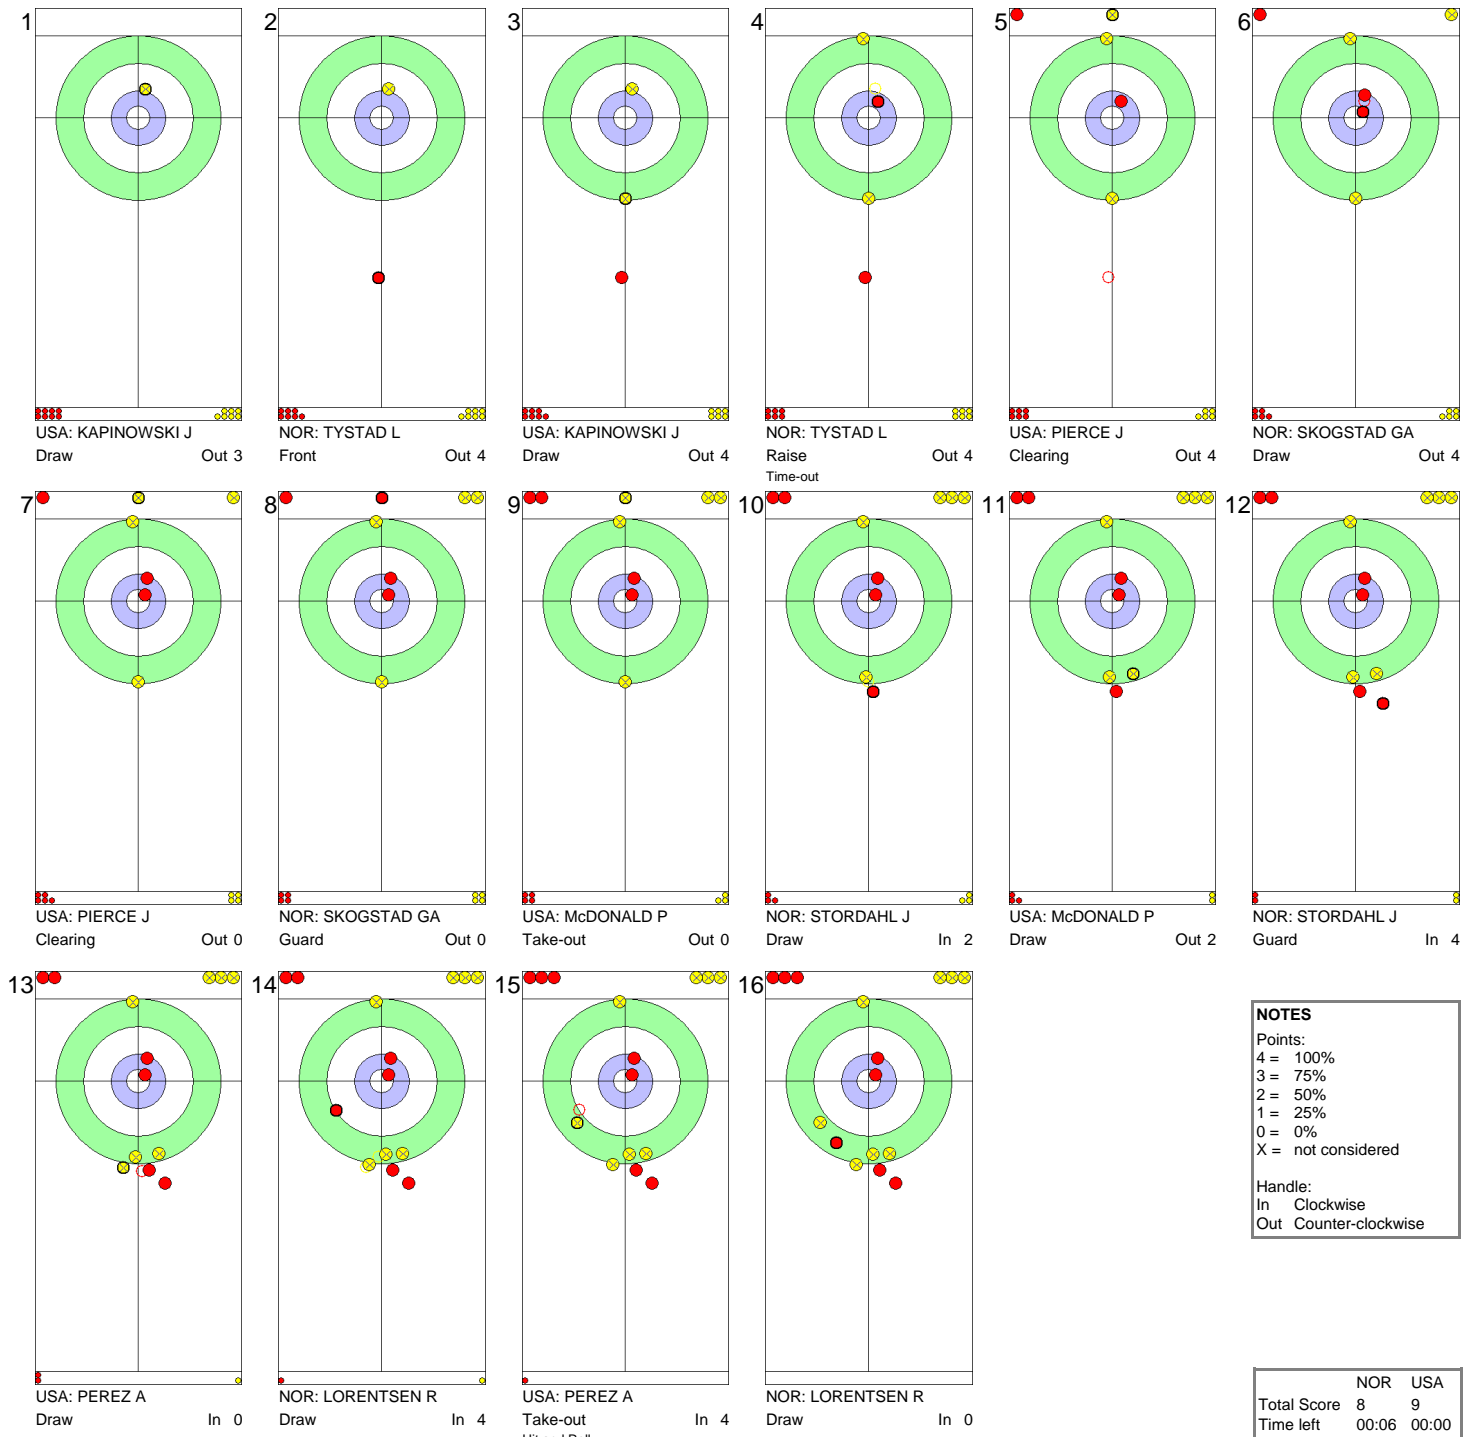 1 2 3 4 5 6
USA: KAPINOWSKI J NOR: TYSTAD L USA: KAPINOWSKI J NOR: TYSTAD L USA: PIERCE J NOR: SKOGSTAD GA
Draw Out 3 Front Out 4 Draw Out 4 Raise Out 4 Clearing Out 4 Draw Out 4
Time-out
7 8 9 10 11 12
USA: PIERCE J NOR: SKOGSTAD GA USA: McDONALD P NOR: STORDAHL J USA: McDONALD P NOR: STORDAHL J
Clearing Out 0 Guard Out 0 Take-out Out 0 Draw In 2 Draw Out 2 Guard In 4
13 14 15 16
USA: PEREZ A NOR: LORENTSEN R USA: PEREZ A NOR: LORENTSEN R
Draw In 0 Draw In 4 Take-out In 4 Draw In 0
NOTES
Points:
4 = 100%
3 = 75%
2 = 50%
1 = 25%
0 = 0%
X = not considered
Handle:
In Clockwise
Out Counter-clockwise
NOR USA
Total Score 8 9
Time left 00:06 00:00